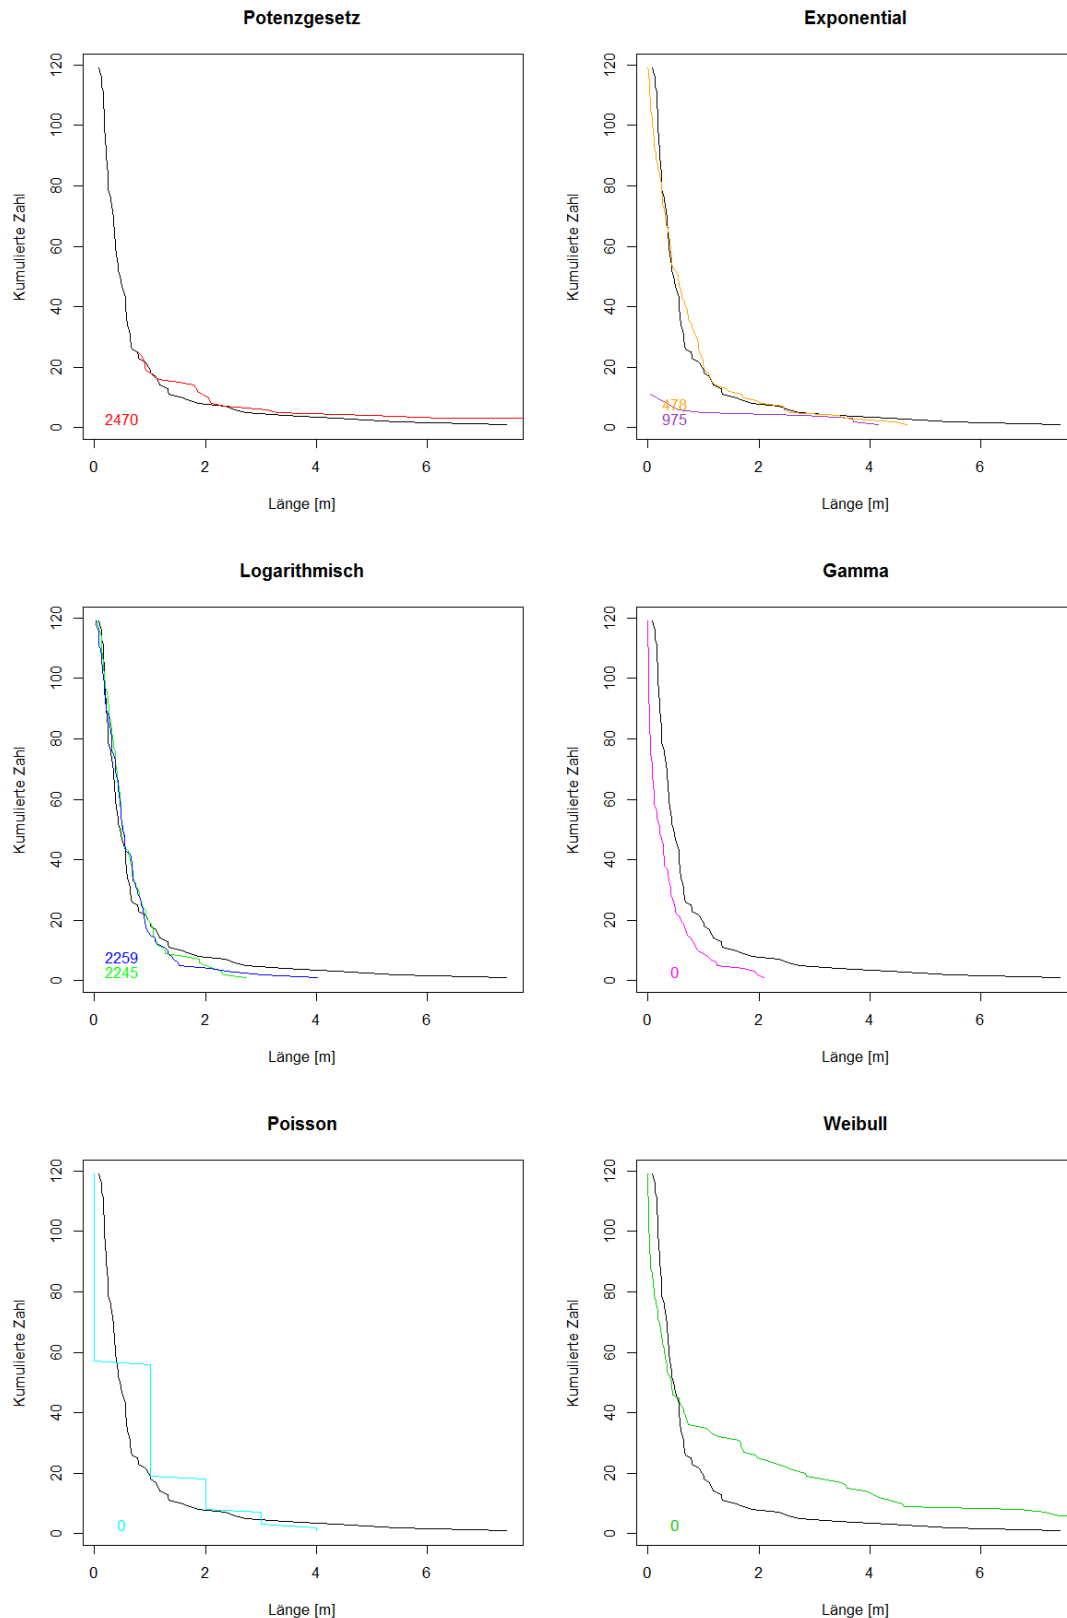 Potenzgesetz
Kumulierte Zahl
120
100
80
60
40
20
0
2470
0 2 4 6
Länge [m]
Exponential
Kumulierte Zahl
120
100
80
60
40
20
0
478
975
0 2 4 6
Länge [m]
Logarithmisch
Kumulierte Zahl
120
100
80
60
40
20
0
2259
2245
0 2 4 6
Länge [m]
Gamma
Kumulierte Zahl
120
100
80
60
40
20
0
0
0 2 4 6
Länge [m]
Poisson
Kumulierte Zahl
120
100
80
60
40
20
0
0
0 2 4 6
Länge [m]
Weibull
Kumulierte Zahl
120
100
80
60
40
20
0
0
0 2 4 6
Länge [m]